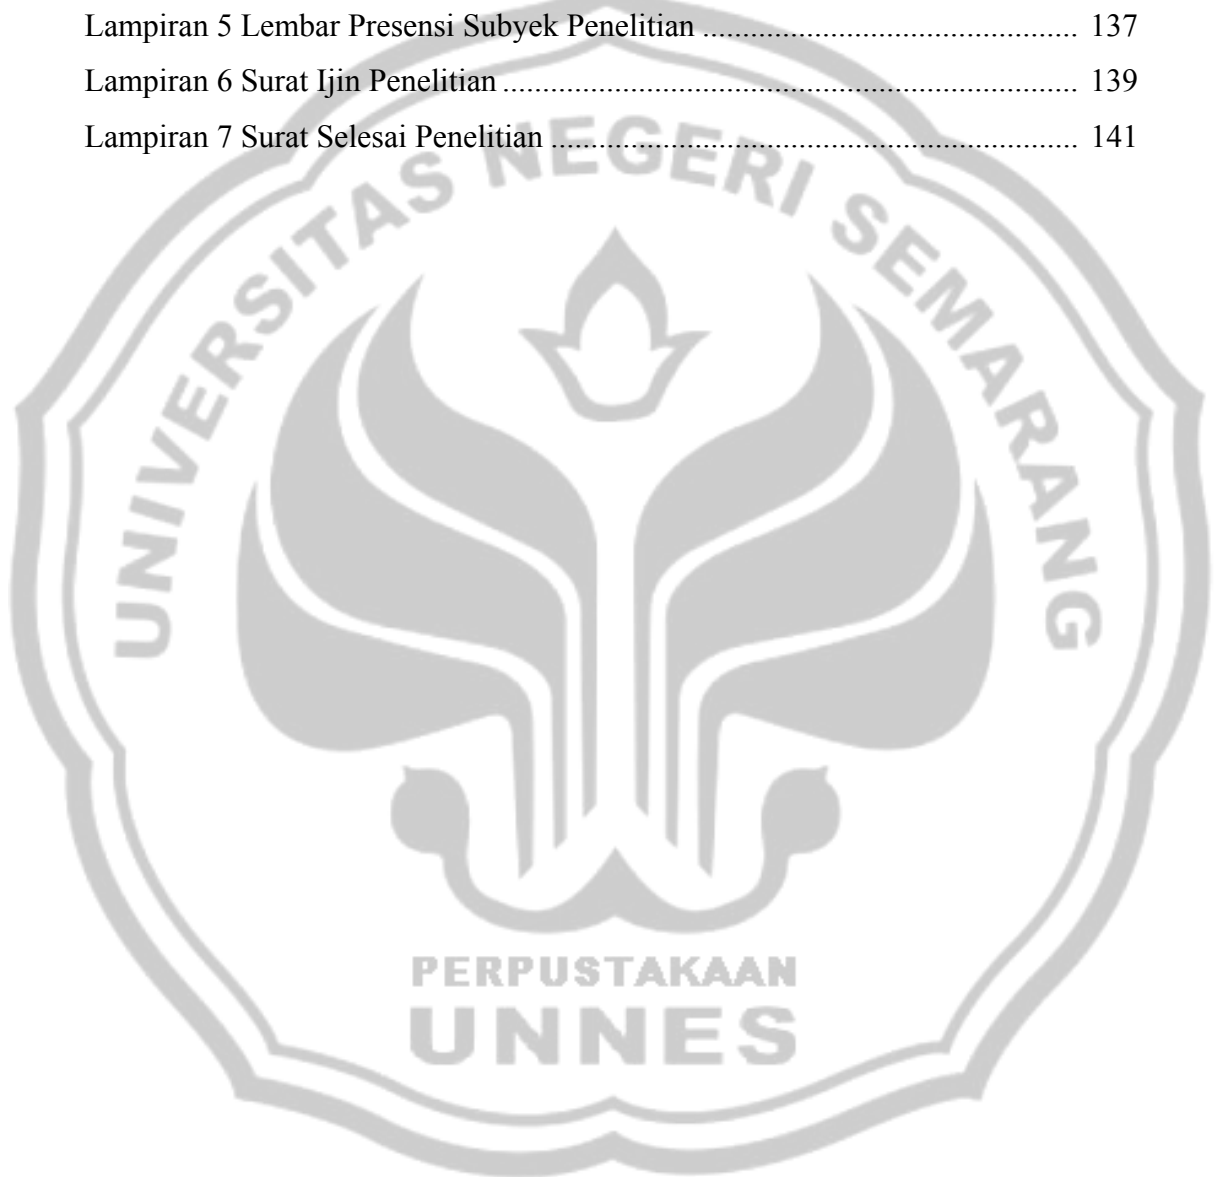 Lampiran 5 Lembar Presensi Subyek Penelitian ............................................... 137
Lampiran 6 Surat Ijin Penelitian ........................................................................ 139
Lampiran 7 Surat Selesai Penelitian .................................................................. 141
UNIVERSITAS NEGERI SEMARANG
PERPUSTAKAAN
UNNES